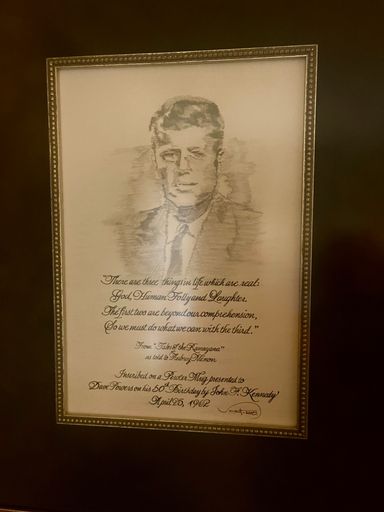 "There are three things in life which are real:
God, Human Folly and Laughter.
The first two are beyond our comprehension,
So we must do what we can with the third."
From "Tales of the Ramayana"
as told to Aubrey Menon
Inscribed on a Pewter Mug presented to
Dave Powers on his 50th Birthday by John F. Kennedy
April 25, 1962